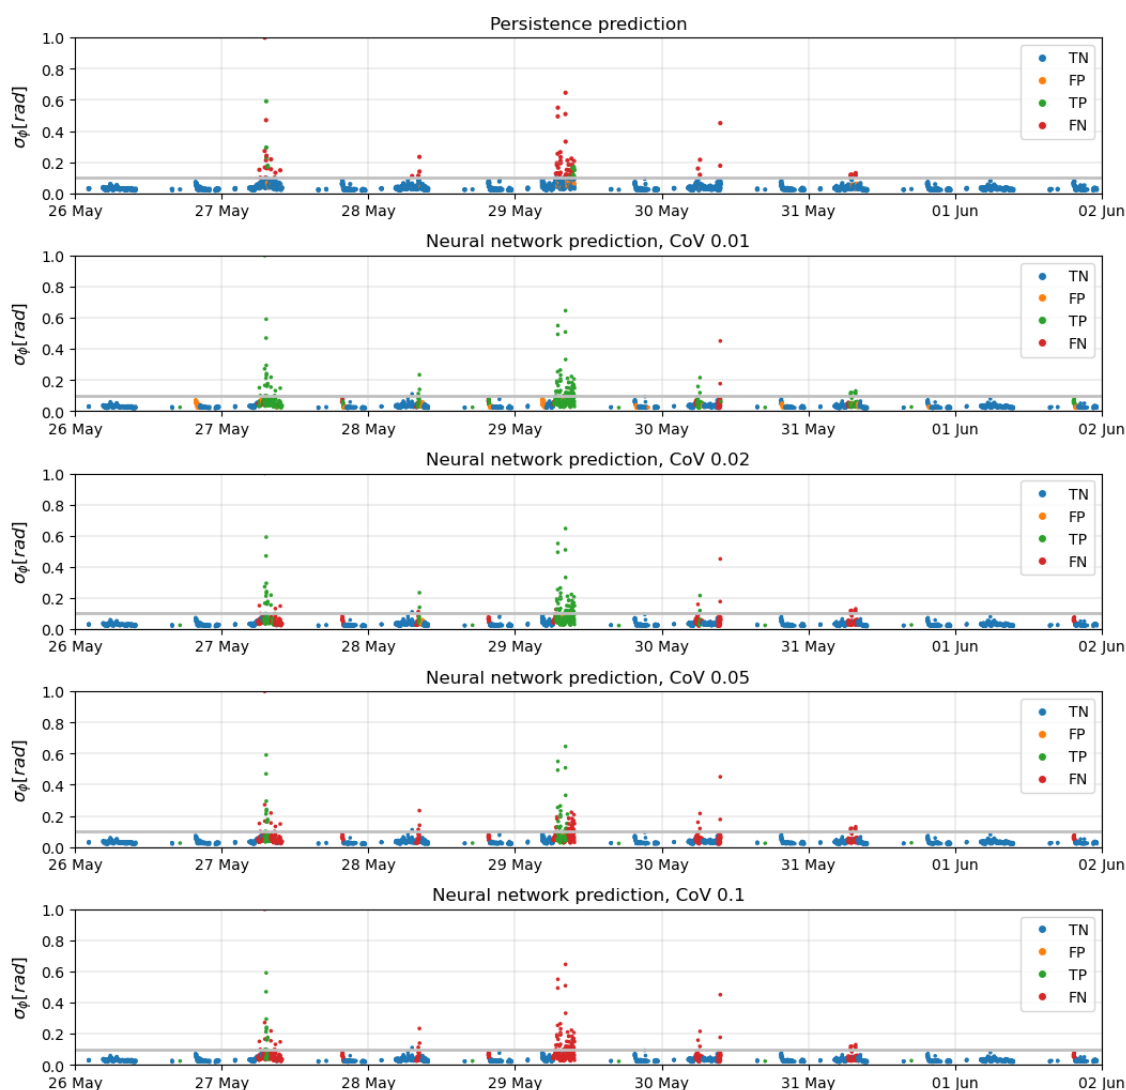 Persistence prediction
σϕ[rad]
1.0
0.8
0.6
0.4
0.2
0.0
TN
FP
TP
FN
26 May 27 May 28 May 29 May 30 May 31 May 01 Jun 02 Jun
Neural network prediction, CoV 0.01
σϕ[rad]
1.0
0.8
0.6
0.4
0.2
0.0
TN
FP
TP
FN
26 May 27 May 28 May 29 May 30 May 31 May 01 Jun 02 Jun
Neural network prediction, CoV 0.02
σϕ[rad]
1.0
0.8
0.6
0.4
0.2
0.0
TN
FP
TP
FN
26 May 27 May 28 May 29 May 30 May 31 May 01 Jun 02 Jun
Neural network prediction, CoV 0.05
σϕ[rad]
1.0
0.8
0.6
0.4
0.2
0.0
TN
FP
TP
FN
26 May 27 May 28 May 29 May 30 May 31 May 01 Jun 02 Jun
Neural network prediction, CoV 0.1
σϕ[rad]
1.0
0.8
0.6
0.4
0.2
0.0
TN
FP
TP
FN
26 May 27 May 28 May 29 May 30 May 31 May 01 Jun 02 Jun